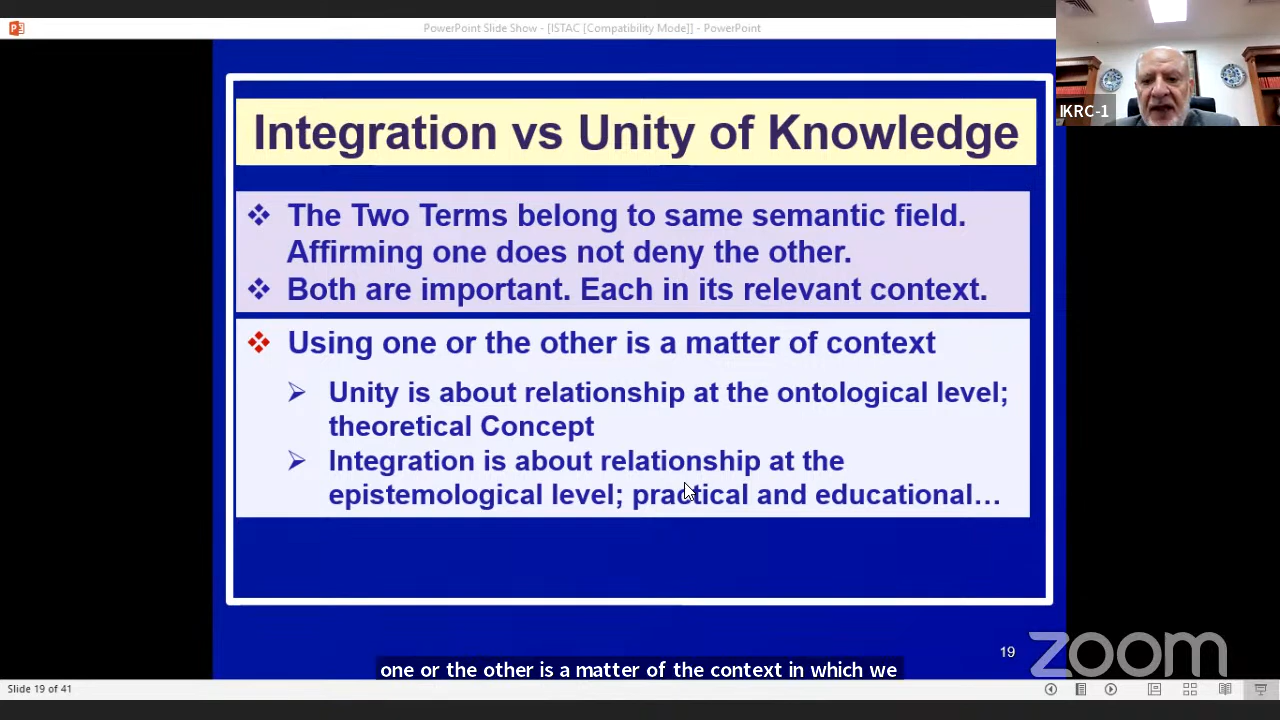 PowerPoint Slide Show - [ISTAC [Compatibility Mode]] - PowerPoint
IKRC-1
Integration vs Unity of Knowledge
❖ The Two Terms belong to same semantic field.
Affirming one does not deny the other.
❖ Both are important. Each in its relevant context.
❖ Using one or the other is a matter of context
➢ Unity is about relationship at the ontological level;
theoretical Concept
➢ Integration is about relationship at the
epistemological level; practical and educational...
19
zoom
one or the other is a matter of the context in which we
Slide 19 of 41